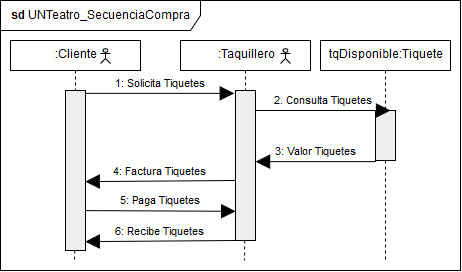 sd UNTeatro_SecuenciaCompra
:Cliente
:Taquillero
tqDisponible:Tiquete
1: Solicita Tiquetes
2. Consulta Tiquetes
3: Valor Tiquetes
4: Factura Tiquetes
5: Paga Tiquetes
6: Recibe Tiquetes